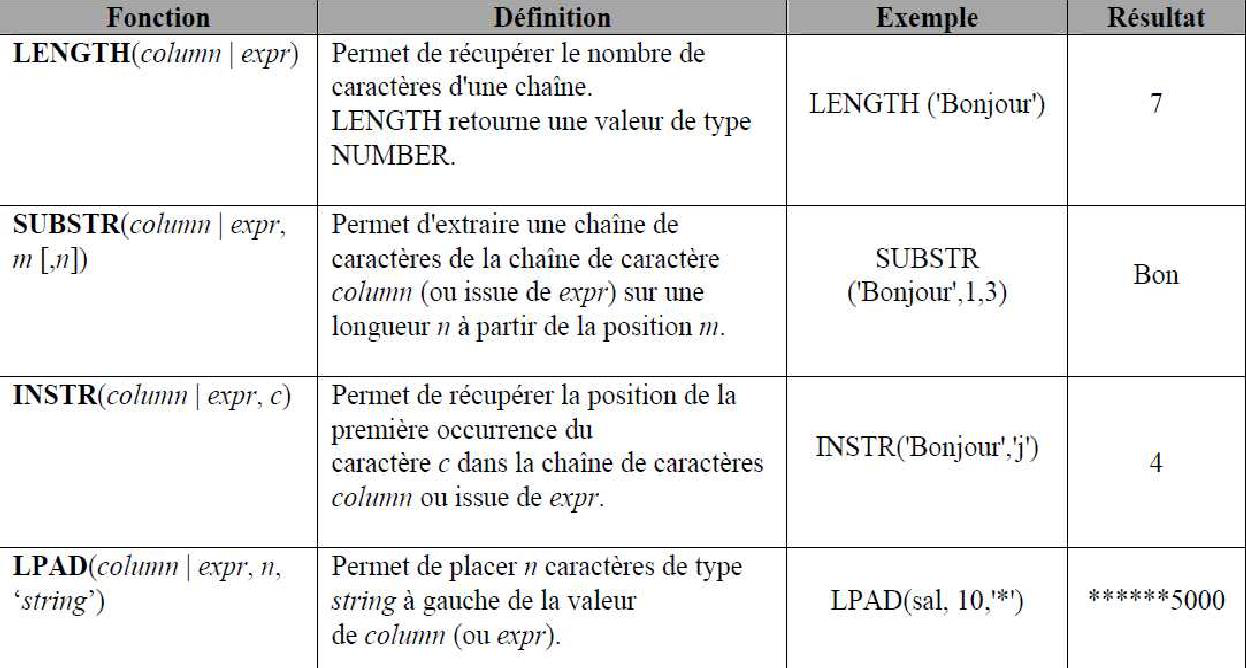 Fonction Définition Exemple Résultat
LENGTH(column | expr)
Permet de récupérer le nombre de
caractères d'une chaîne.
LENGTH retourne une valeur de type
NUMBER.
LENGTH ('Bonjour')
7
SUBSTR(column | expr,
m [,n])
Permet d'extraire une chaîne de
caractères de la chaîne de caractère
column (ou issue de expr) sur une
longueur n à partir de la position m.
SUBSTR
('Bonjour',1,3)
Bon
INSTR(column | expr, c)
Permet de récupérer la position de la
première occurrence du
caractère c dans la chaîne de caractères
column ou issue de expr.
INSTR('Bonjour','j')
4
LPAD(column | expr, n,
‘string’)
Permet de placer n caractères de type
string à gauche de la valeur
de column (ou expr).
LPAD(sal, 10,'*')
******5000